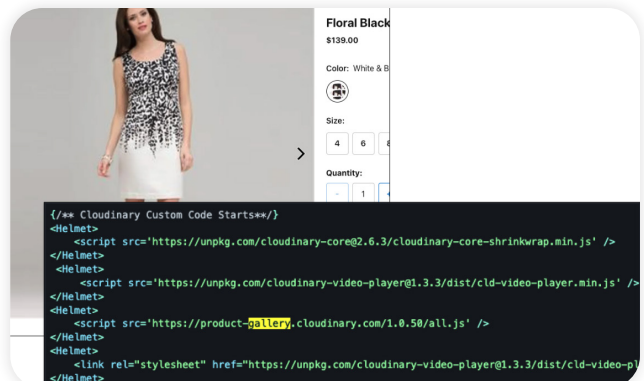 Floral Black
$139.00
Color: White & B
Size:
4 6 8
Quantity:
- 1
{/** Cloudinary Custom Code Starts**/}
<Helmet>
<script src='https://unpkg.com/cloudinary-core@2.6.3/cloudinary-core-shrinkwrap.min.js' />
</Helmet>
<Helmet>
<script src='https://unpkg.com/cloudinary-video-player@1.3.3/dist/cld-video-player.min.js' />
</Helmet>
<Helmet>
<script src='https://product-gallery.cloudinary.com/1.0.50/all.js' />
</Helmet>
<Helmet>
<link rel="stylesheet" href="https://unpkg.com/cloudinary-video-player@1.3.3/dist/cld-video-pl
</Helmet>